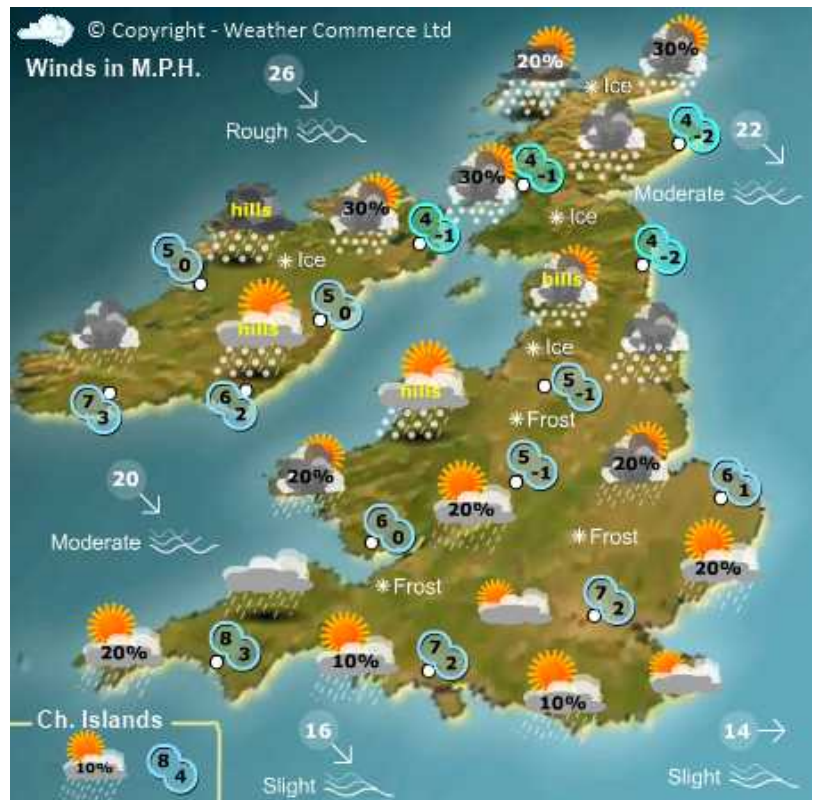 © Copyright - Weather Commerce Ltd
Winds in M.P.H.
26
Rough
20%
30%
Ice
4
-2
22
Moderate
30%
4
-1
Ice
hills
30%
4
-1
5
0
Ice
4
-2
hills
hills
5
0
Ice
hills
5
-1
7
3
6
2
Frost
20%
20%
5
-1
20%
6
1
20
Moderate
6
0
Frost
20%
Frost
7
2
20%
8
3
10%
7
2
10%
Ch. Islands
10%
8
4
16
Slight
14
Slight